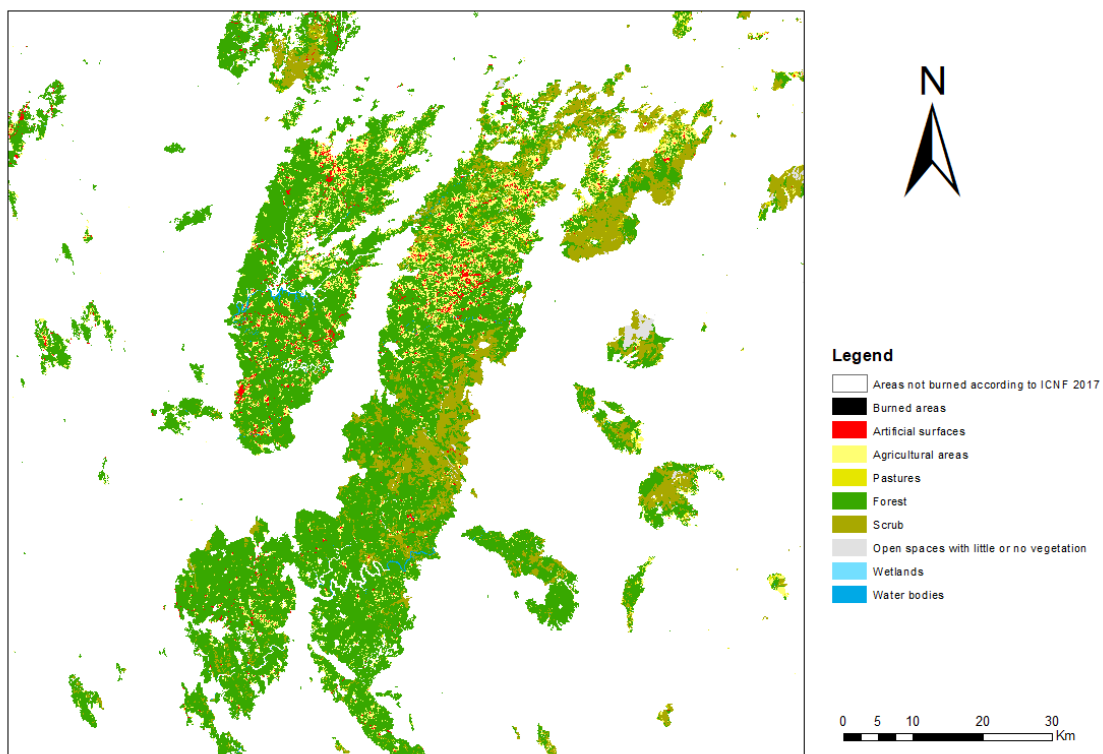 N
Legend
Areas not burned according to ICNF 2017
Burned areas
Artificial surfaces
Agricultural areas
Pastures
Forest
Scrub
Open spaces with little or no vegetation
Wetlands
Water bodies
0 5 10 20 30
Km